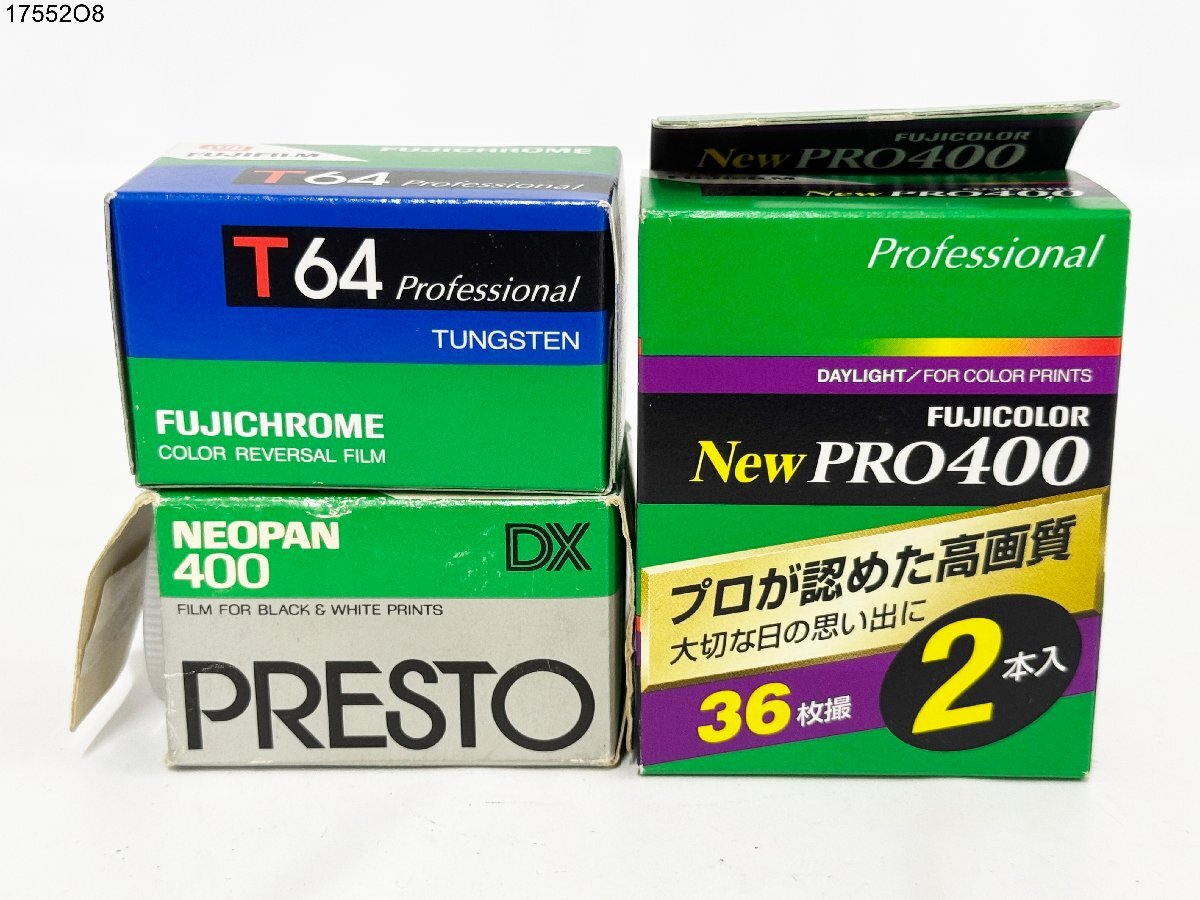 17552O8
FUJIFILM
FUJICHROME
T64 Professional
T64 Professional
TUNGSTEN
FUJICHROME
COLOR REVERSAL FILM
NEOPAN
400
DX
FILM FOR BLACK & WHITE PRINTS
PRESTO
FUJICOLOR
New PRO400
New PRO400
Professional
DAYLIGHT/FOR COLOR PRINTS
FUJICOLOR
New PRO400
プロが認めた高画質
大切な日の思い出に
36枚撮
2本入